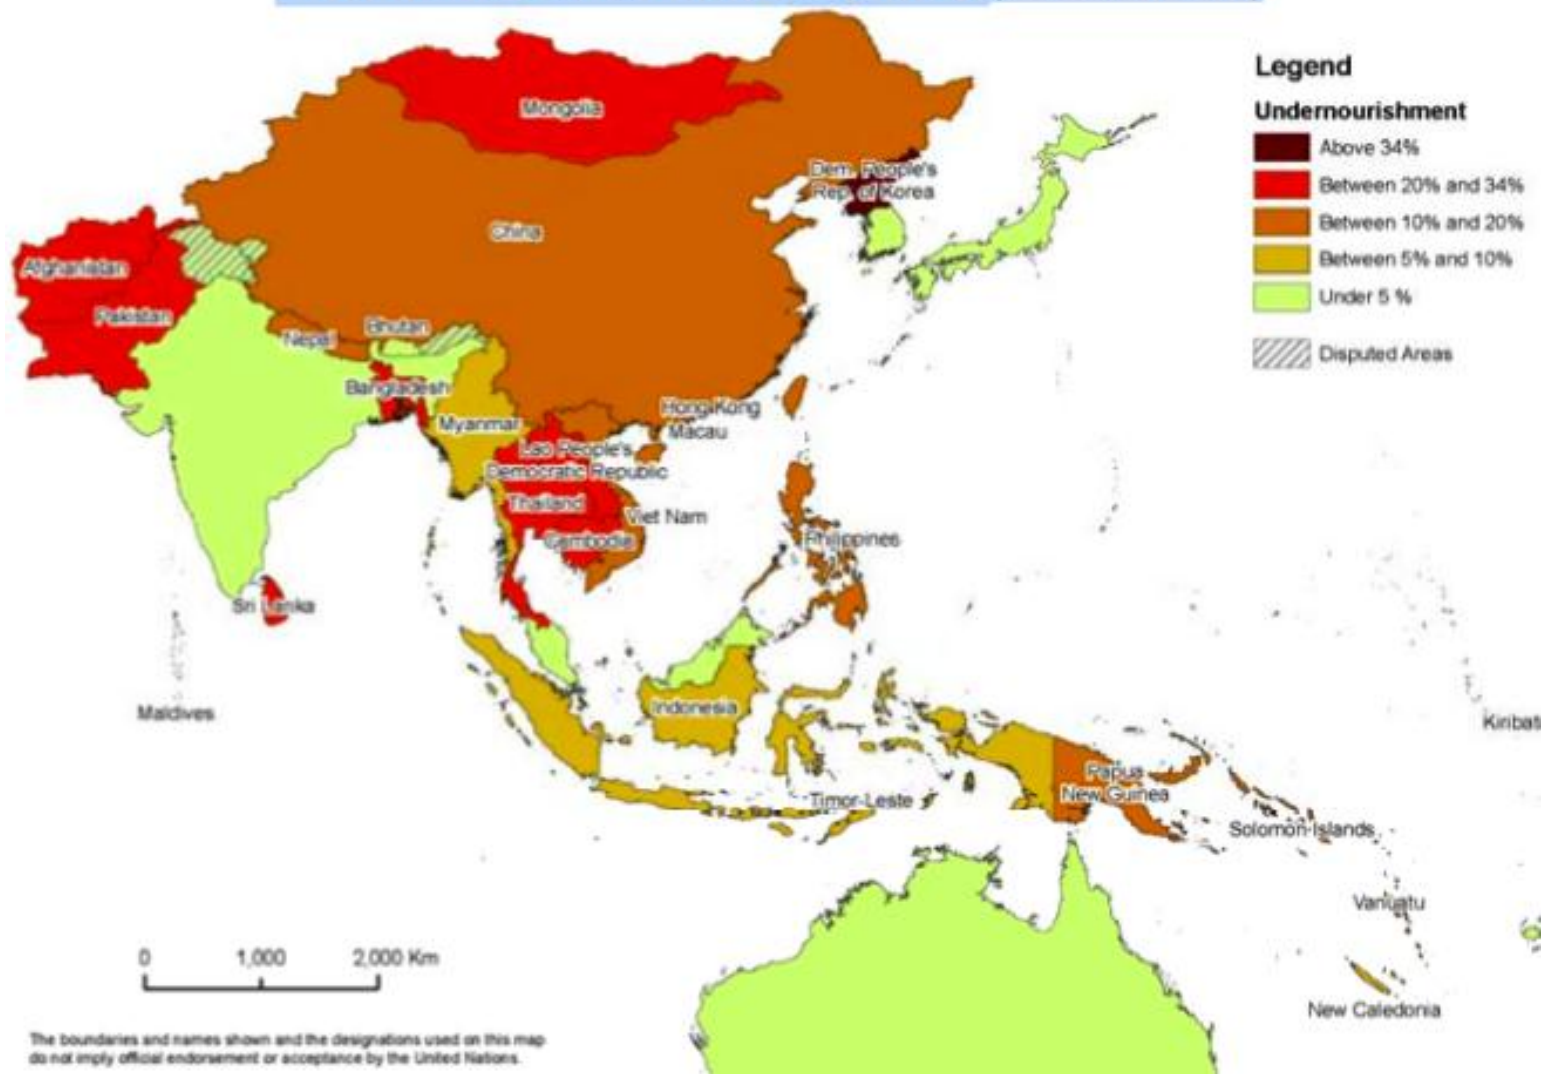 Legend
Undernourishment
Above 34%
Between 20% and 34%
Between 10% and 20%
Between 5% and 10%
Under 5 %
Disputed Areas
Mongolia
Dem. People's
Rep. of Korea
China
Afghanistan
Pakistan
Nepal
Bhutan
Bangladesh
Myanmar
Hong Kong
Macau
Lao People's
Democratic Republic
Thailand
Viet Nam
Cambodia
Philippines
Sri Lanka
Maldives
Indonesia
Kiribat
Papua
New Guinea
Timor-Leste
Solomon Islands
Vanuatu
New Caledonia
0 1,000 2,000 Km
The boundaries and names shown and the designations used on this map
do not imply official endorsement or acceptance by the United Nations.